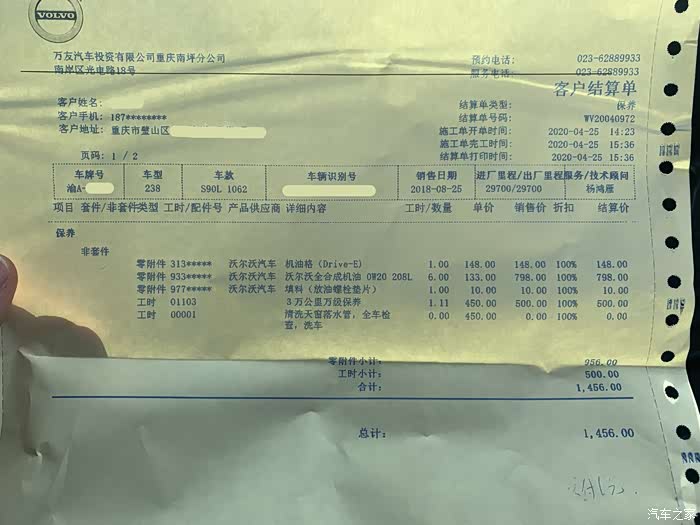 VOLVO
万友汽车投资有限公司重庆南坪分公司 预约电话: 023-62889933
南岸区光电路18号 服务电话: 023-62889933
客户结算单
客户姓名: 结算单类型: 保养
客户手机: 187******** 结算单号码: WV20040972
客户地址: 重庆市璧山区 施工单开单时间: 2020-04-25 14:23
施工单完工时间: 2020-04-25 15:36
页码: 1 / 2 结算单打印时间: 2020-04-25 15:36
车牌号 车型 车款 车辆识别号 销售日期 进厂里程/出厂里程 服务/技术顾问
渝A- 238 S90L 1062 2018-08-25 29700/29700 杨鸿雁
项目 套件/非套件类型 工时/配件号 产品供应商 详细内容 工时/数量 单价 销售价 折扣 结算价
保养
非套件
零附件 313***** 沃尔沃汽车 机油格 (Drive-E) 1.00 148.00 148.00 100% 148.00
零附件 933***** 沃尔沃汽车 沃尔沃全合成机油 0W20 208L 6.00 133.00 798.00 100% 798.00
零附件 977***** 沃尔沃汽车 填料 (放油螺栓垫片) 1.00 10.00 10.00 100% 10.00
工时 01103 3万公里万级保养 1.11 450.00 500.00 100% 500.00
工时 00001 清洗天窗落水管, 全车检 0.00 450.00 0.00 100% 0.00
查, 洗车
零附件小计: 956.00
工时小计: 500.00
合计: 1,456.00
总计: 1,456.00
汽车之家